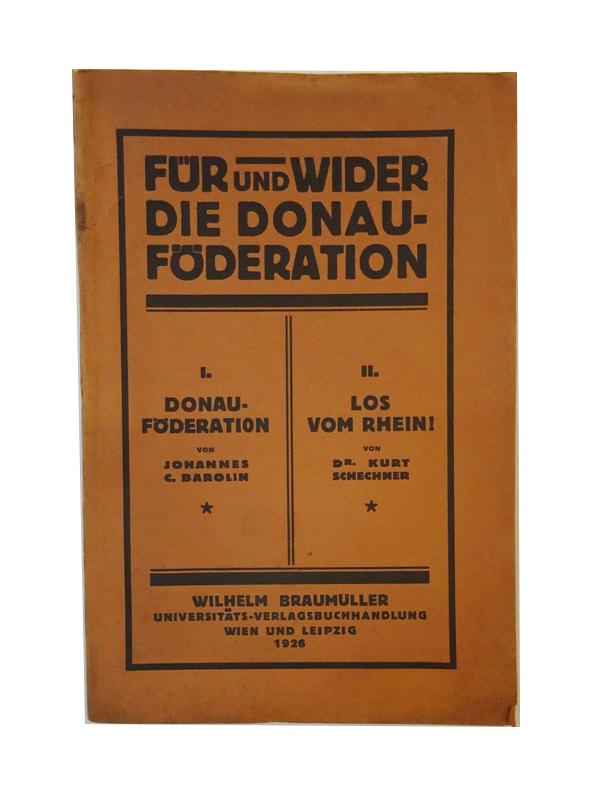 FÜR UND WIDER
DIE DONAU-
FÖDERATION
I.
DONAU-
FÖDERATION
VON
JOHANNES
C. BAROLIN
*
II.
LOS
VOM RHEIN!
VON
DR. KURT
SCHECHNER
*
WILHELM BRAUMÜLLER
UNIVERSITÄTS-VERLAGSBUCHHANDLUNG
WIEN UND LEIPZIG
1926